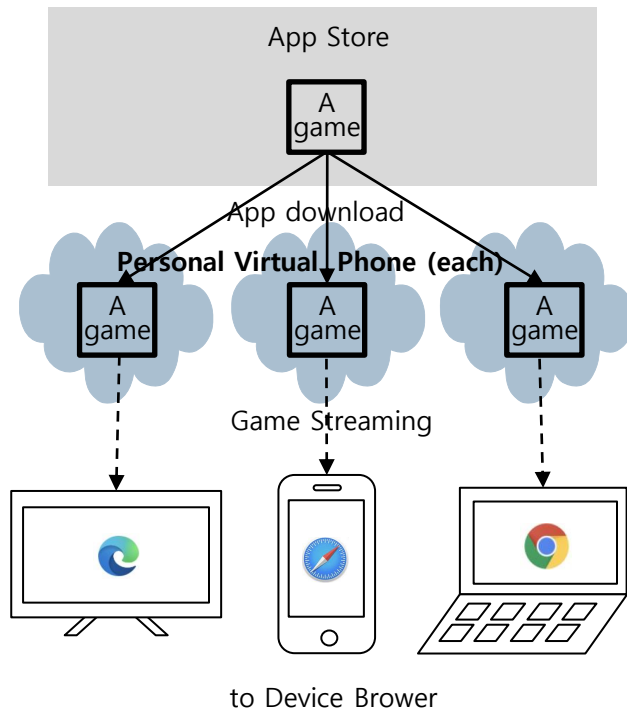 App Store
A
game
App download
Personal Virtual Phone (each)
A
game
A
game
A
game
Game Streaming
to Device Brower